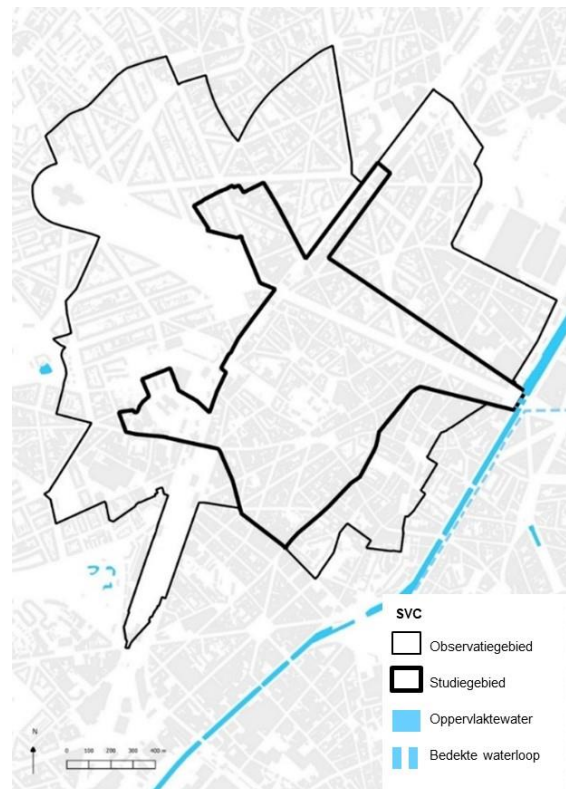 SVC
Observatiegebied
Studiegebied
Oppervlaktewater
Bedekte waterloop
N
0 100 200 300 400 m